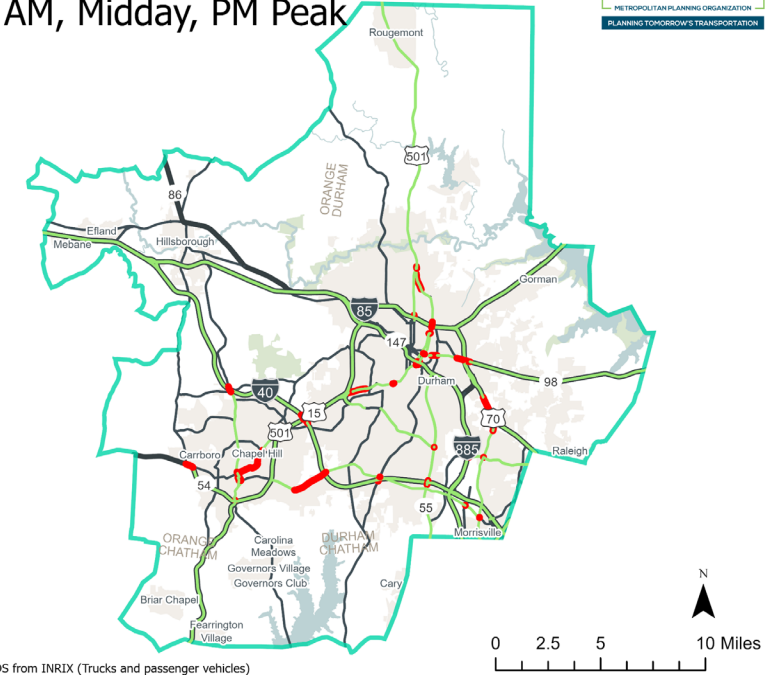 AM, Midday, PM Peak
METROPOLITAN PLANNING ORGANIZATION
PLANNING TOMORROW'S TRANSPORTATION
Rougemont
501
ORANGE
DURHAM
86
Efland
Mebane
Hillsborough
Gorman
85
147
98
Durham
40
15
70
501
885
Raleigh
Carrboro
Chapel Hill
54
55
Morrisville
ORANGE
CHATHAM
Carolina
Meadows
DURHAM
CHATHAM
Governors Village
Governors Club
Cary
Briar Chapel
Fearrington
Village
N
0 2.5 5 10 Miles
from INRIX (Trucks and passenger vehicles)